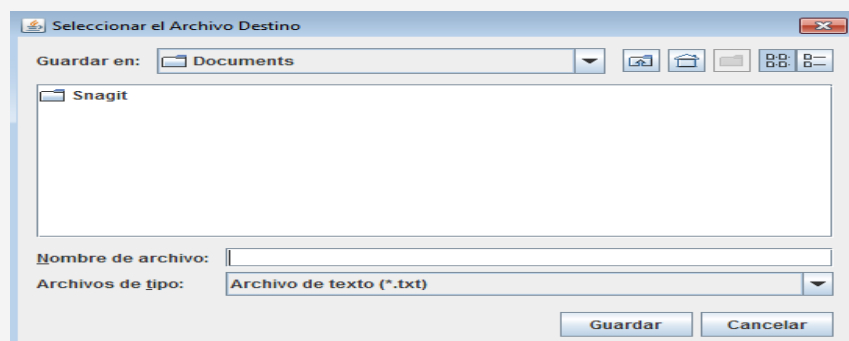 Seleccionar el Archivo Destino
Guardar en: Documents
Snagit
Nombre de archivo:
Archivos de tipo: Archivo de texto (*.txt)
Guardar Cancelar